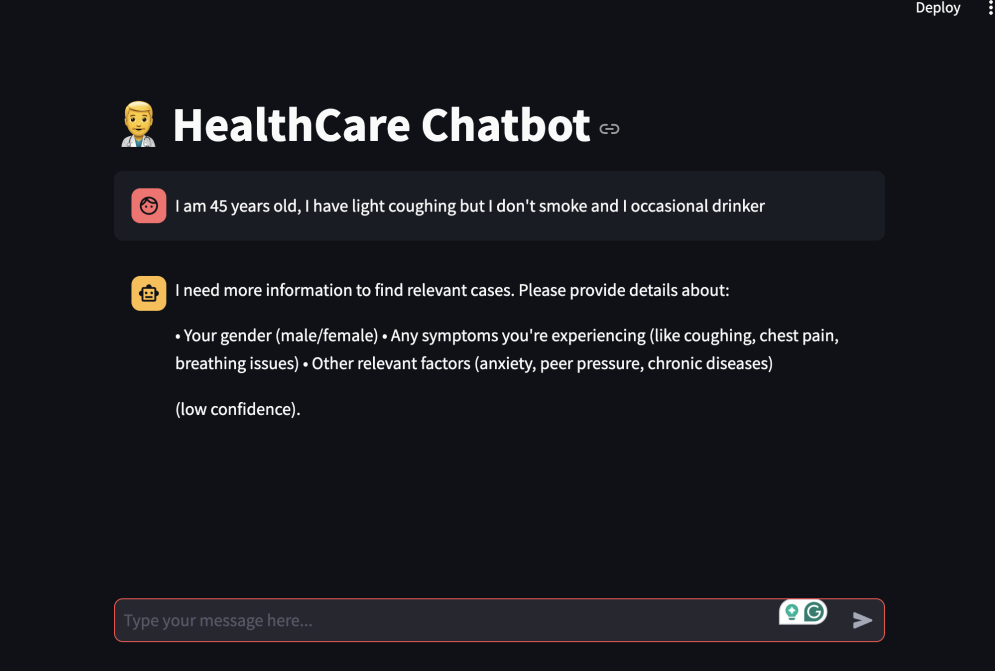 Deploy
HealthCare Chatbot
I am 45 years old, I have light coughing but I don't smoke and I occasional drinker
I need more information to find relevant cases. Please provide details about:
• Your gender (male/female) • Any symptoms you're experiencing (like coughing, chest pain,
breathing issues) • Other relevant factors (anxiety, peer pressure, chronic diseases)
(low confidence).
Type your message here...